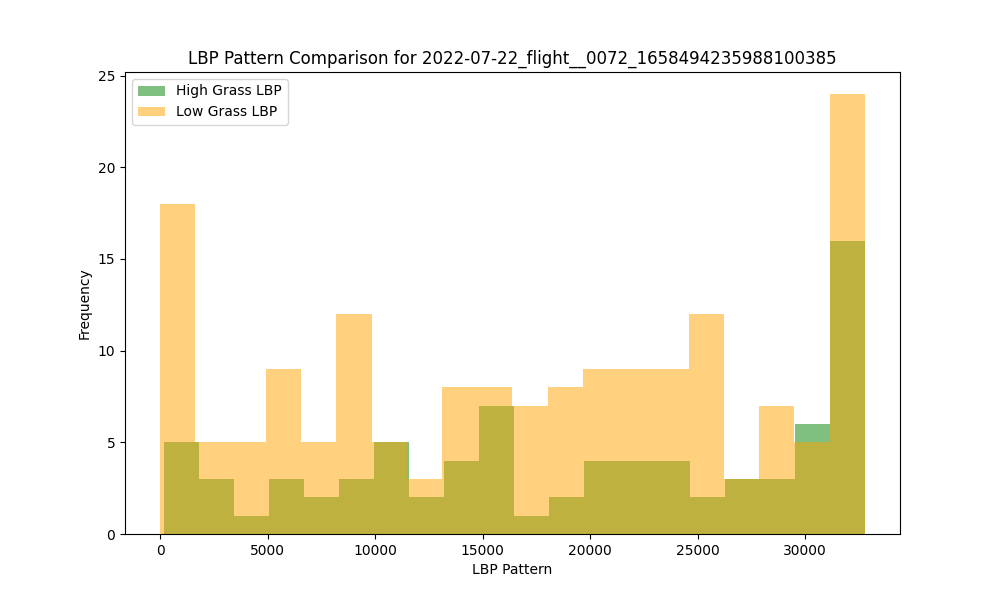 LBP Pattern Comparison for 2022-07-22_flight__0072_1658494235988100385
High Grass LBP
Low Grass LBP
Frequency
25
20
15
10
5
0
0 5000 10000 15000 20000 25000 30000
LBP Pattern